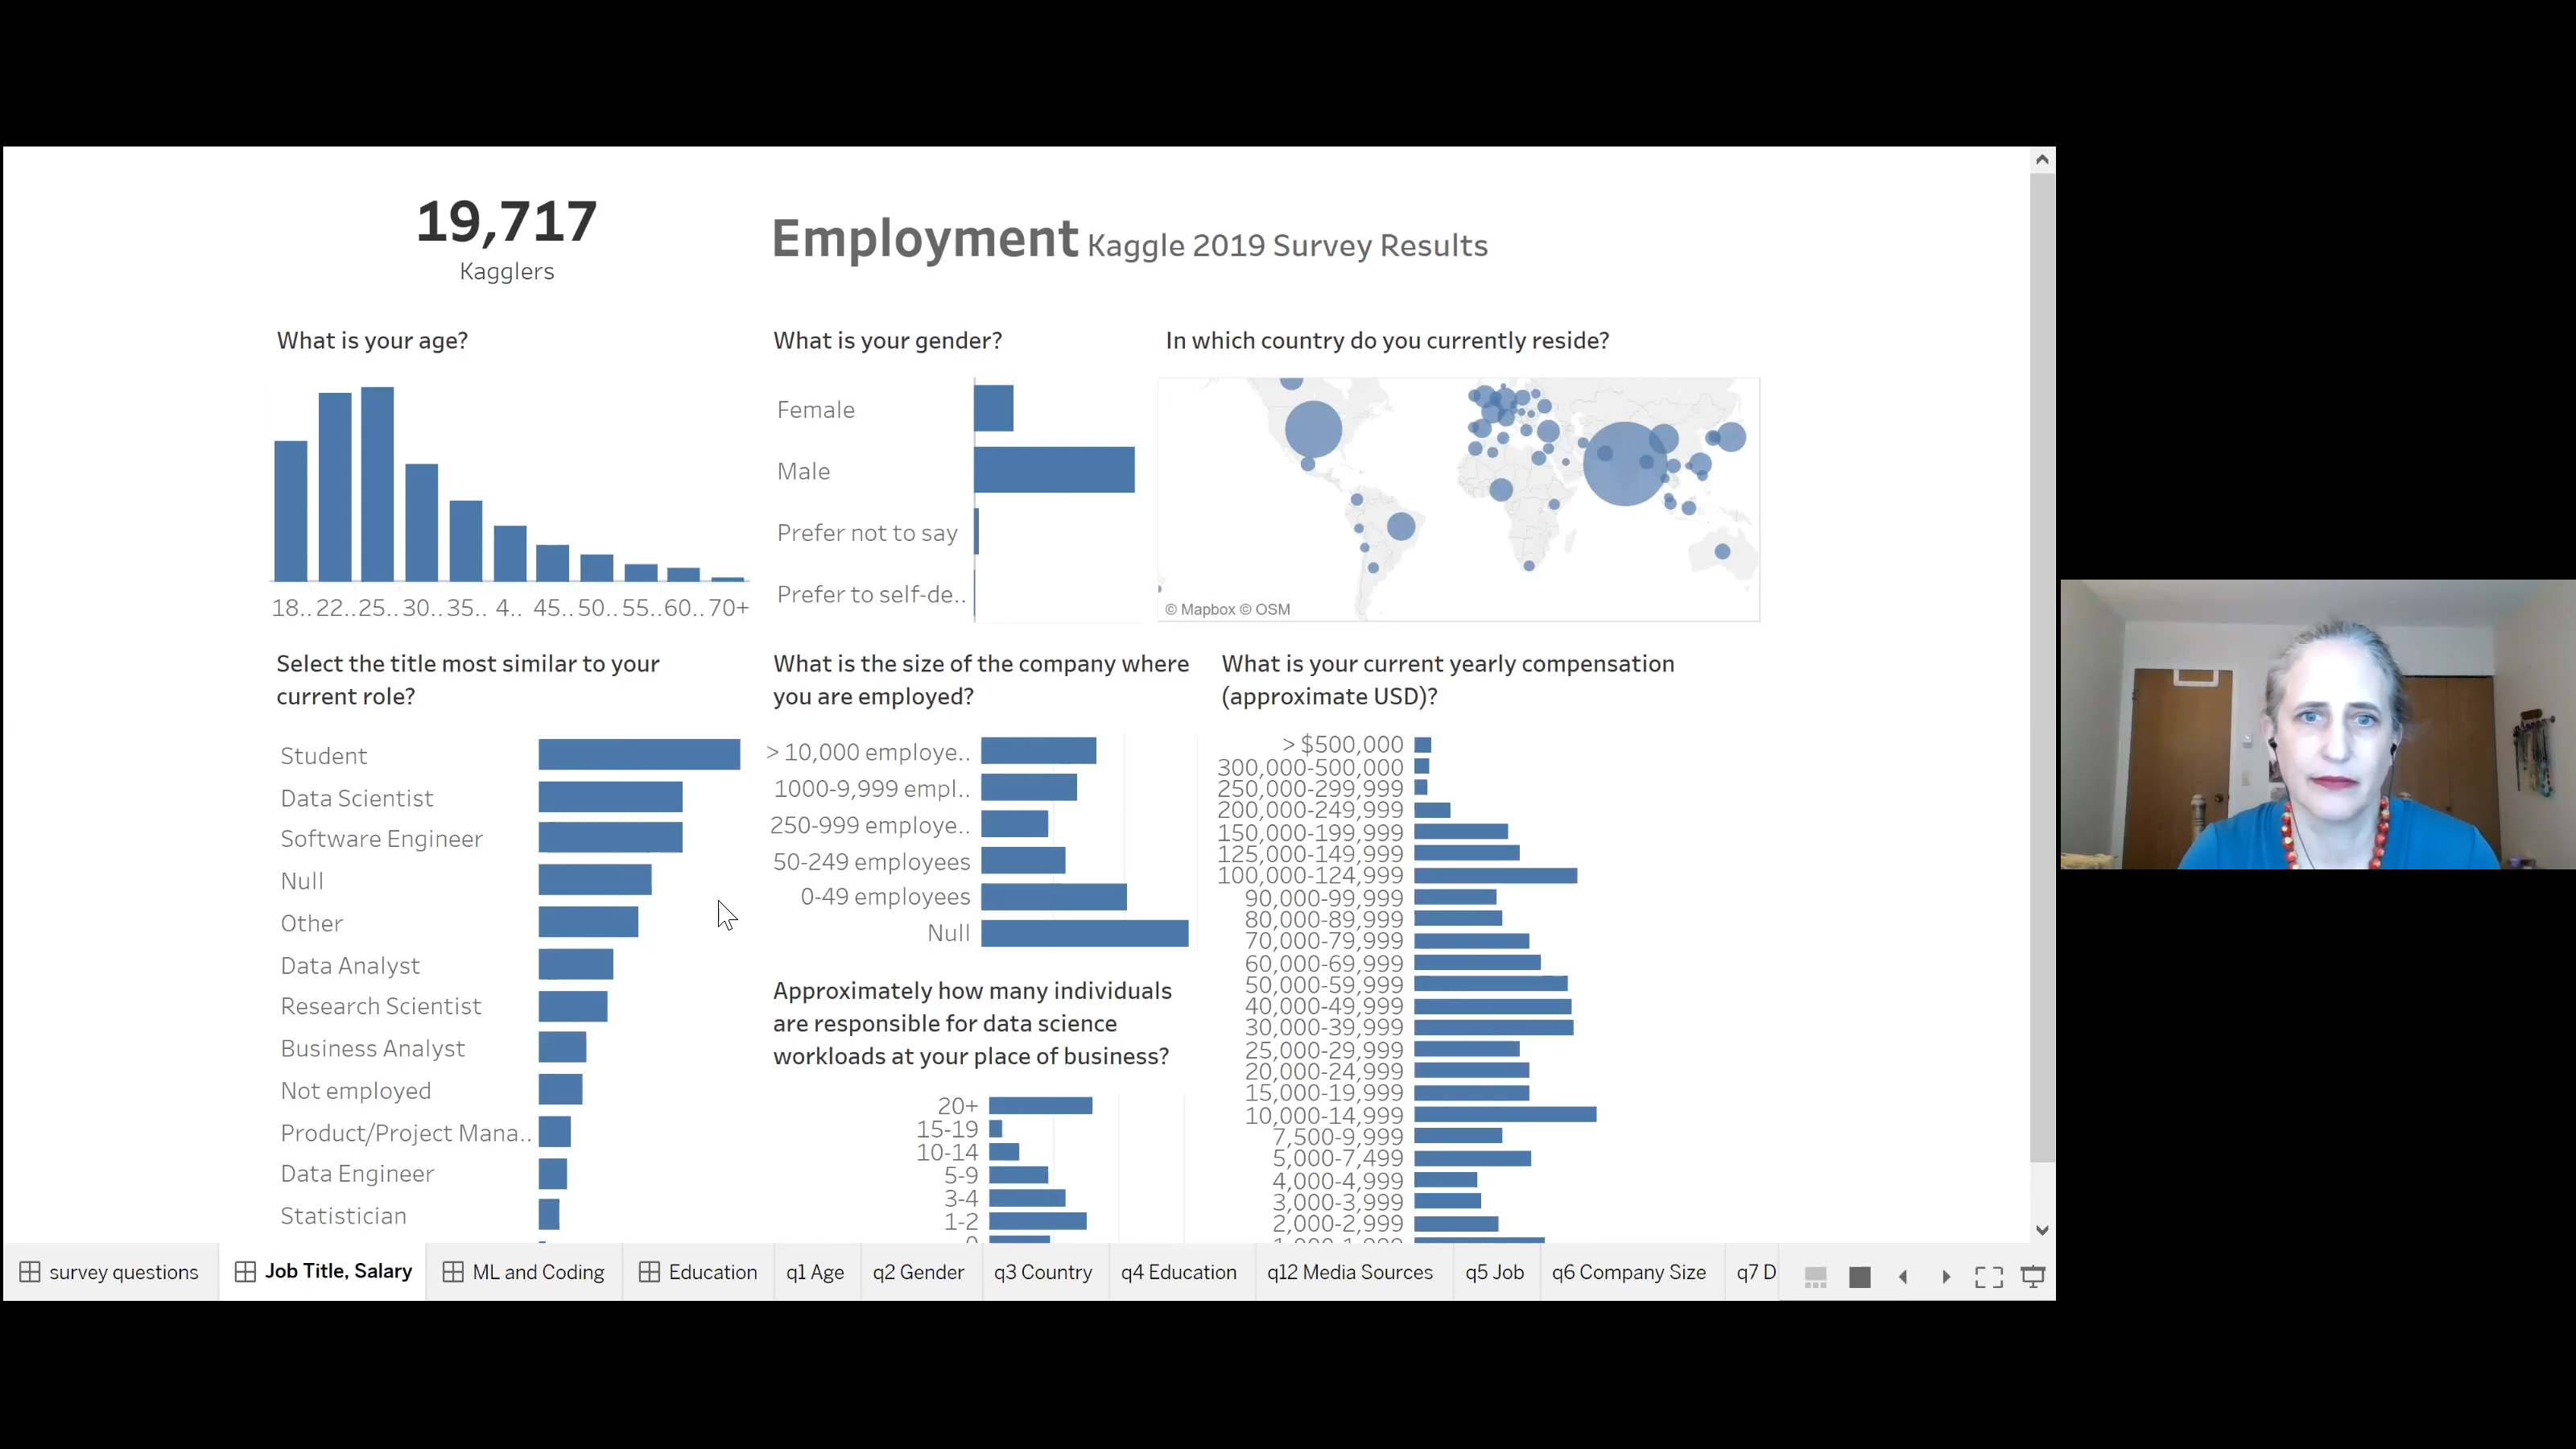 19,717
Kagglers
Employment Kaggle 2019 Survey Results
What is your age?
18.. 22.. 25.. 30.. 35.. 4.. 45.. 50.. 55.. 60.. 70+
What is your gender?
Female
Male
Prefer not to say
Prefer to self-de..
In which country do you currently reside?
© Mapbox © OSM
Select the title most similar to your
current role?
Student
Data Scientist
Software Engineer
Null
Other
Data Analyst
Research Scientist
Business Analyst
Not employed
Product/Project Mana..
Data Engineer
Statistician
What is the size of the company where
you are employed?
> 10,000 employe..
1000-9,999 empl..
250-999 employe..
50-249 employees
0-49 employees
Null
Approximately how many individuals
are responsible for data science
workloads at your place of business?
20+
15-19
10-14
5-9
3-4
1-2
0
What is your current yearly compensation
(approximate USD)?
> $500,000
300,000-500,000
250,000-299,999
200,000-249,999
150,000-199,999
125,000-149,999
100,000-124,999
90,000-99,999
80,000-89,999
70,000-79,999
60,000-69,999
50,000-59,999
40,000-49,999
30,000-39,999
25,000-29,999
20,000-24,999
15,000-19,999
10,000-14,999
7,500-9,999
5,000-7,499
4,000-4,999
3,000-3,999
2,000-2,999
1,000-1,999
survey questions Job Title, Salary ML and Coding Education q1 Age q2 Gender q3 Country q4 Education q12 Media Sources q5 Job q6 Company Size q7 D